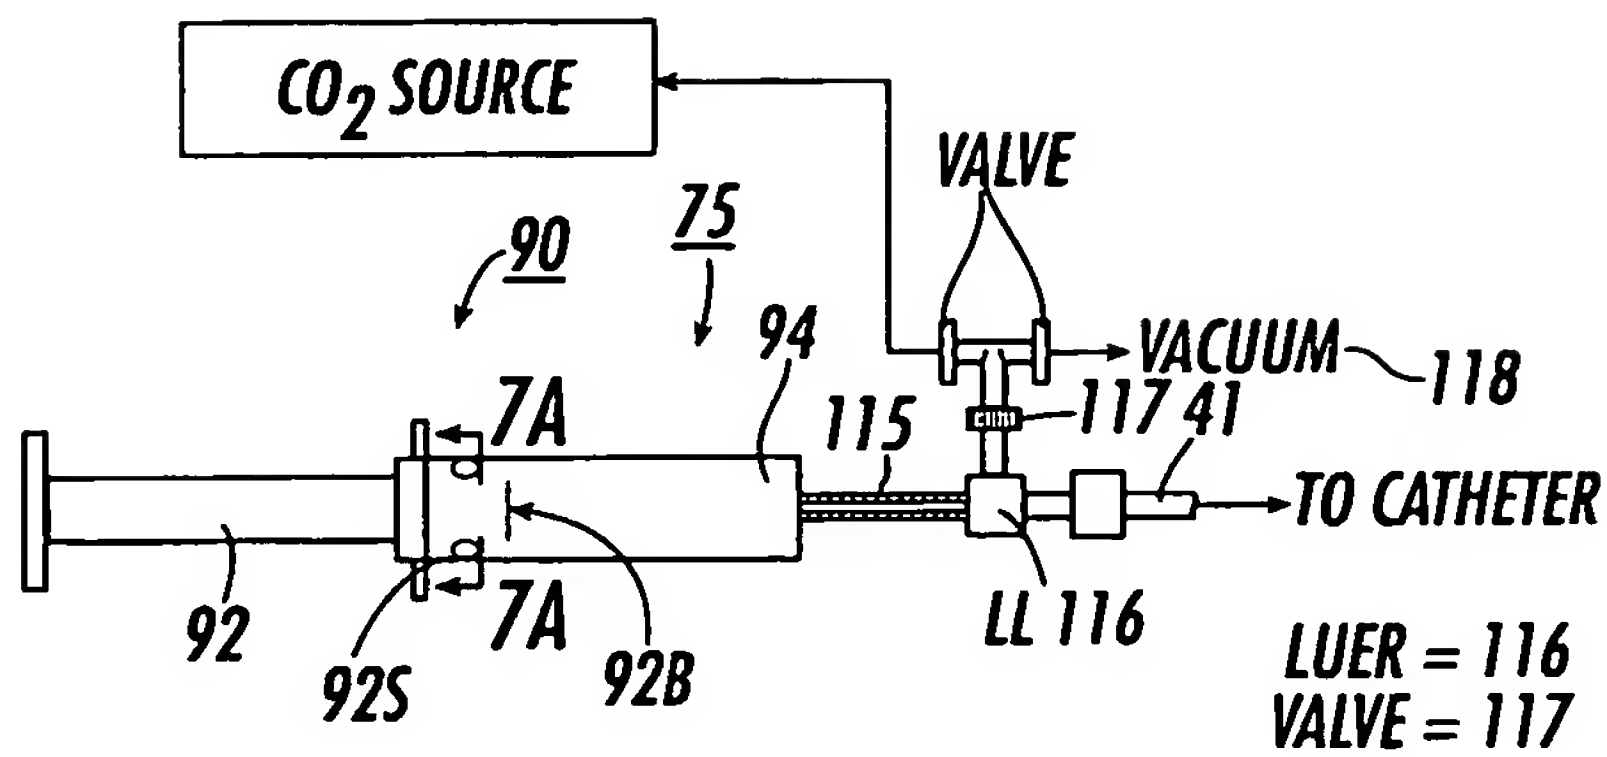 CO2 SOURCE
VALVE
75
90
94
VACUUM
118
7A
115
117
41
TO CATHETER
92
92S
7A
92B
LL 116
LUER = 116
VALVE = 117